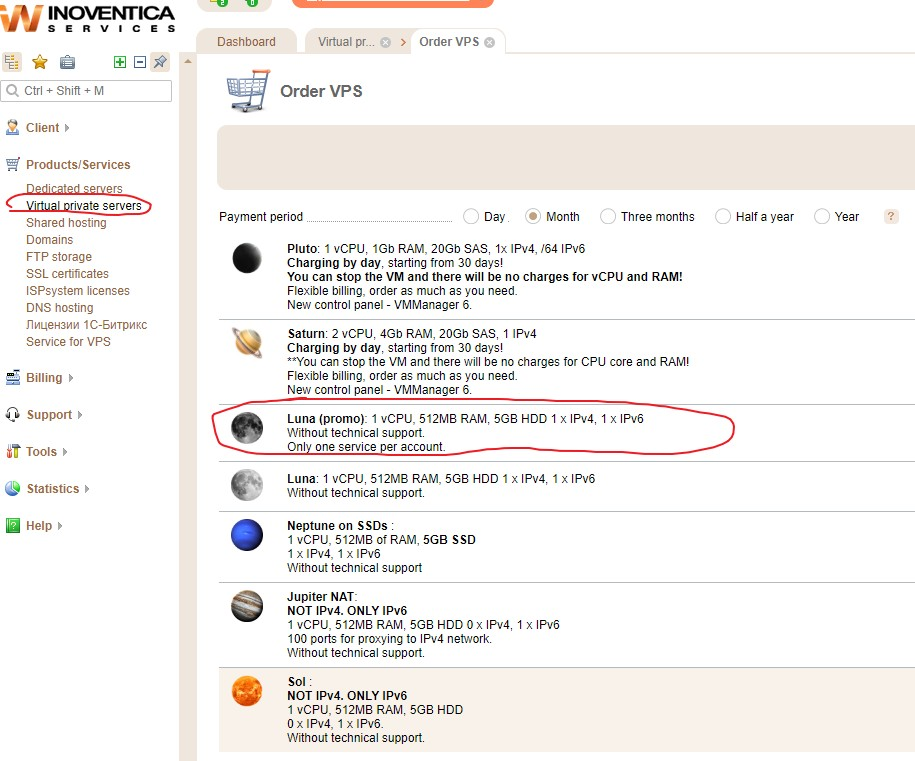 INOVENTICA
SERVICES
Dashboard
Virtual pr...
Order VPS
Ctrl + Shift + M
Order VPS
Client
Products/Services
Dedicated servers
Virtual private servers
Shared hosting
Domains
FTP storage
SSL certificates
ISPsystem licenses
DNS hosting
Лицензии 1С-Битрикс
Service for VPS
Billing
Support
Tools
Statistics
Help
Payment period
Day
Month
Three months
Half a year
Year
?
Pluto: 1 vCPU, 1Gb RAM, 20Gb SAS, 1x IPv4, /64 IPv6
Charging by day, starting from 30 days!
You can stop the VM and there will be no charges for vCPU and RAM!
Flexible billing, order as much as you need.
New control panel - VMManager 6.
Saturn: 2 vCPU, 4Gb RAM, 20Gb SAS, 1 IPv4
Charging by day, starting from 30 days!
**You can stop the VM and there will be no charges for CPU core and RAM!
Flexible billing, order as much as you need.
New control panel - VMManager 6.
Luna (promo): 1 vCPU, 512MB RAM, 5GB HDD 1 x IPv4, 1 x IPv6
Without technical support.
Only one service per account.
Luna: 1 vCPU, 512MB RAM, 5GB HDD 1 x IPv4, 1 x IPv6
Without technical support.
Neptune on SSDs :
1 vCPU, 512MB of RAM, 5GB SSD
1 x IPv4, 1 x IPv6
Without technical support
Jupiter NAT:
NOT IPv4. ONLY IPv6
1 vCPU, 512MB RAM, 5GB HDD 0 x IPv4, 1 x IPv6
100 ports for proxying to IPv4 network.
Without technical support.
Sol :
NOT IPv4. ONLY IPv6
1 vCPU, 512MB RAM, 5GB HDD
0 x IPv4, 1 x IPv6.
Without technical support.